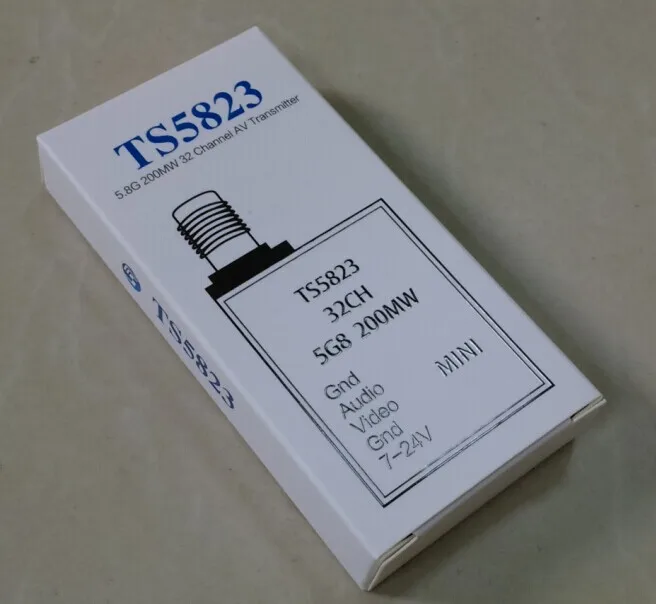 TS5823
5.8G 200MW 32 Channel AV Transmitter
TS5823
32CH
5G8 200MW
Gnd
Audio
Video
Gnd
7-24V
MINI
TS5823